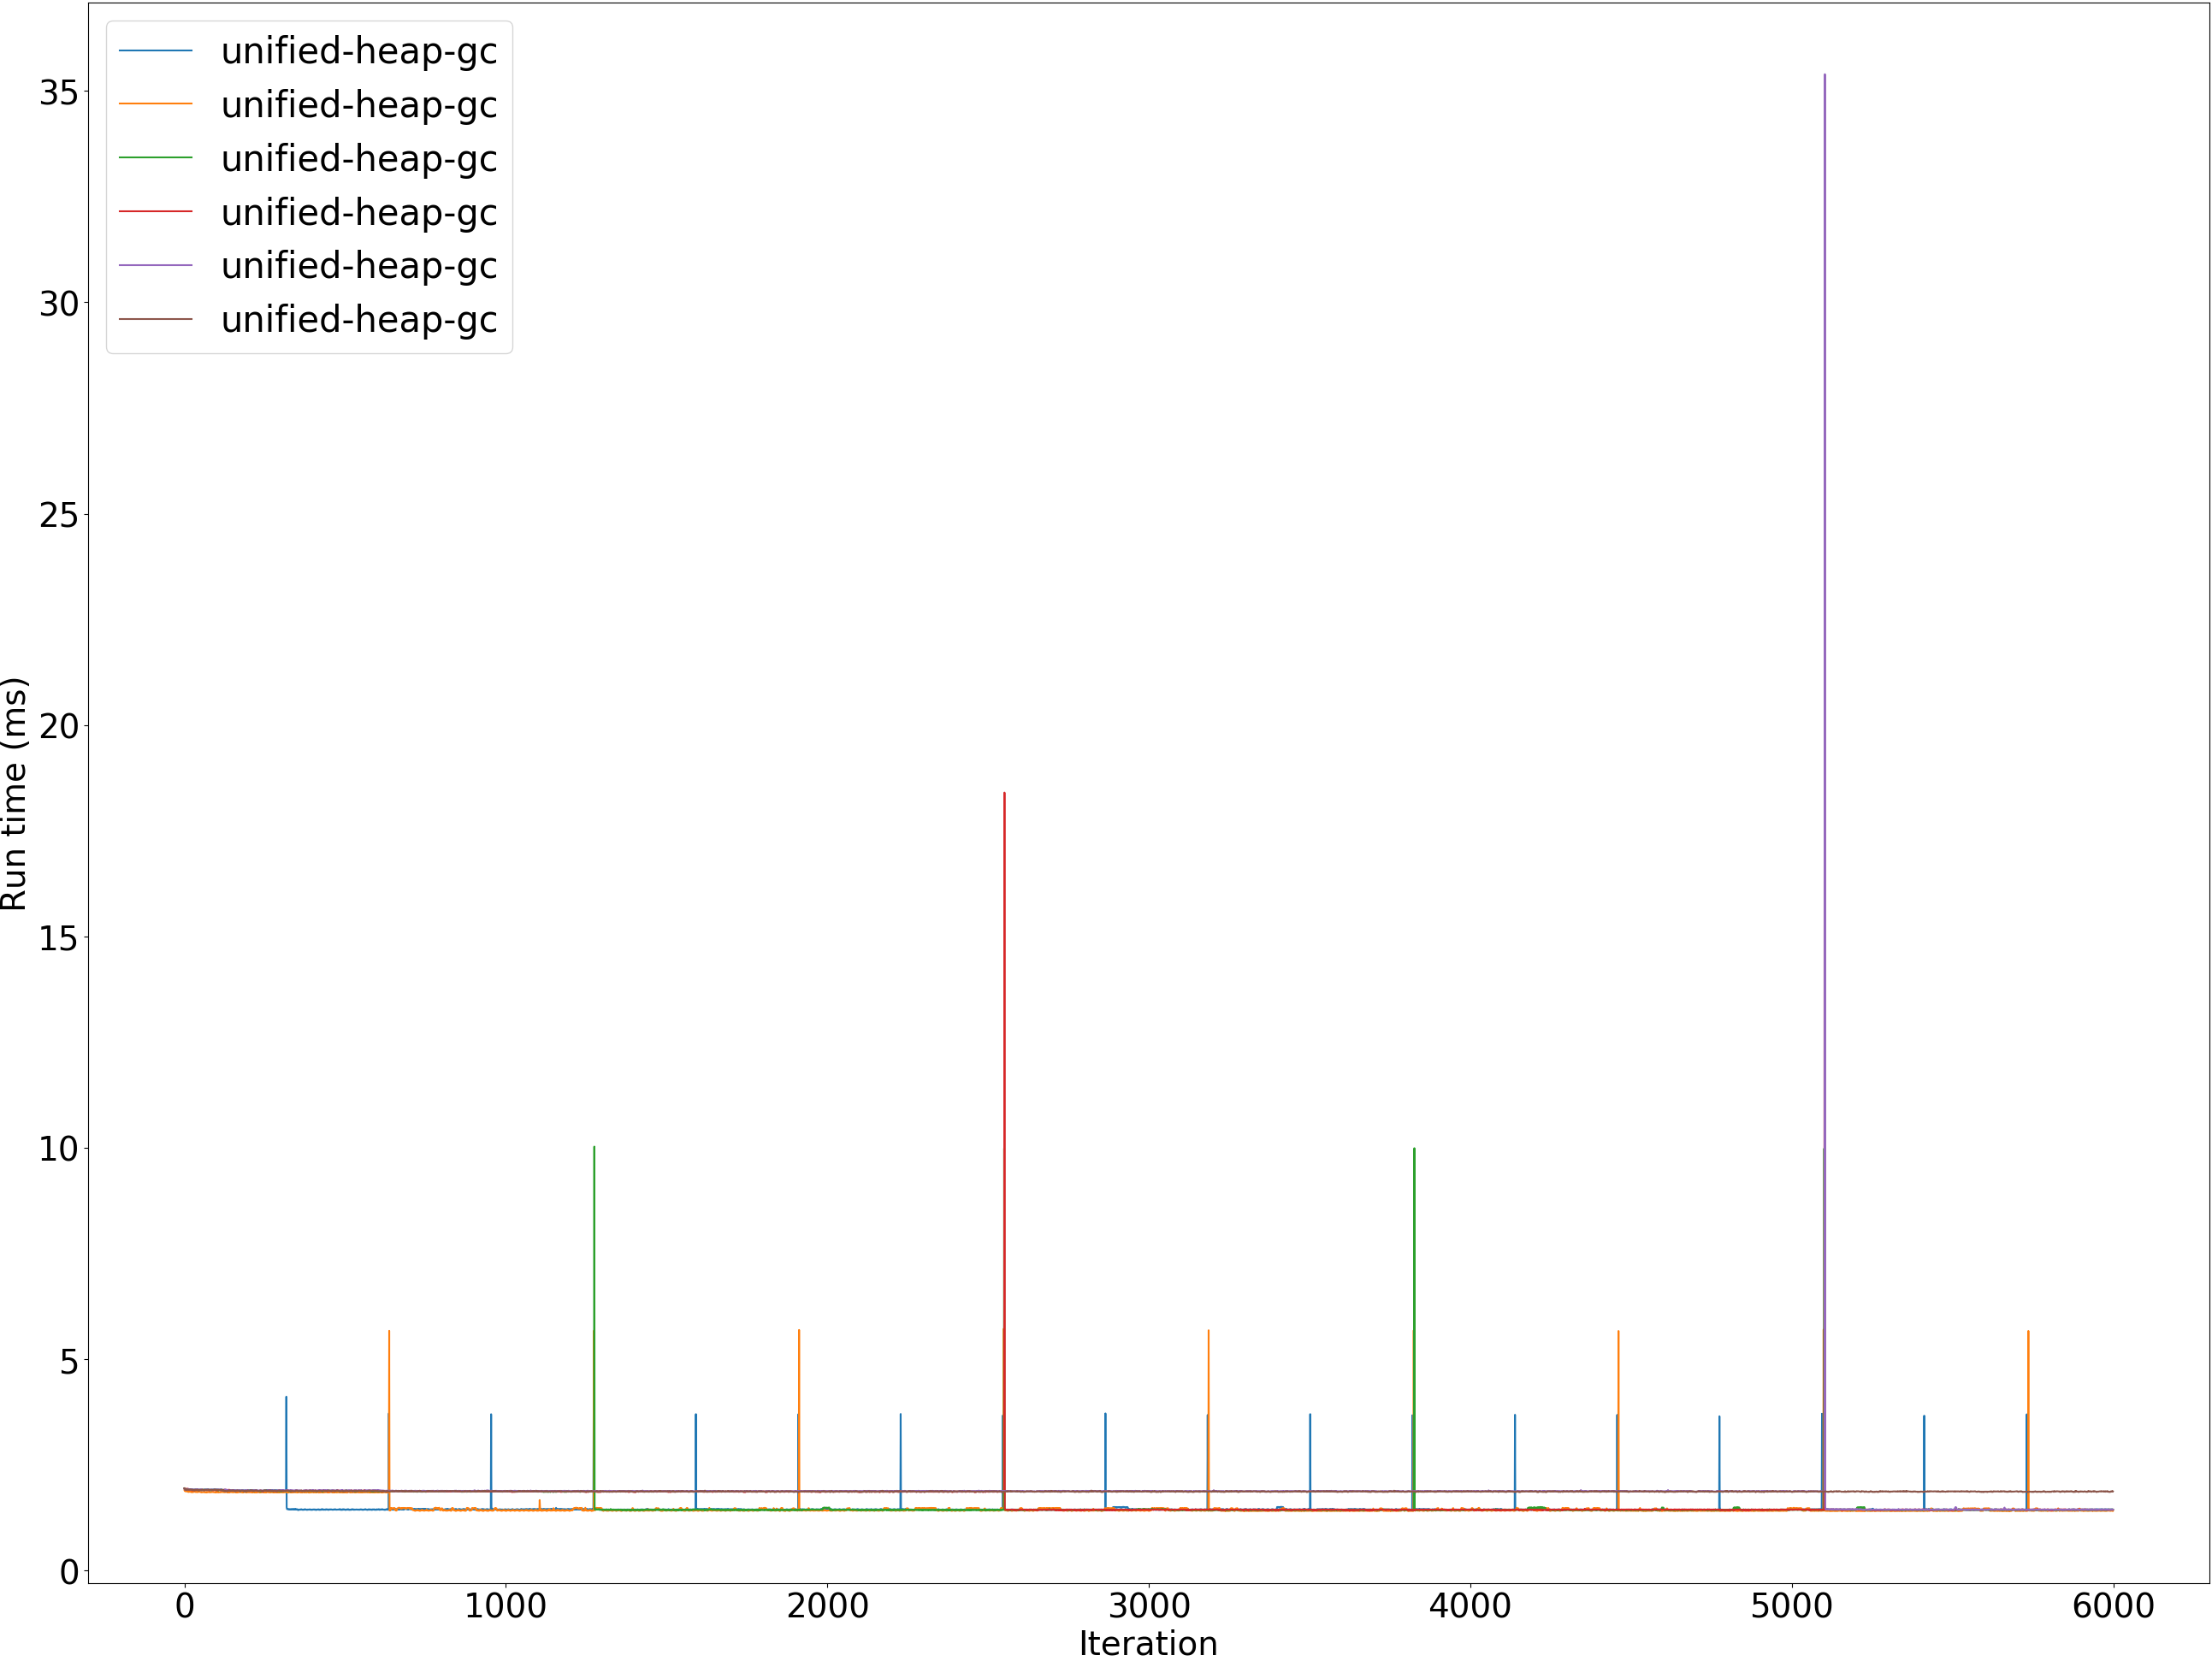 unified-heap-gc
unified-heap-gc
unified-heap-gc
unified-heap-gc
unified-heap-gc
unified-heap-gc
35
30
25
20
15
10
5
0
Run time (ms)
0 1000 2000 3000 4000 5000 6000
Iteration